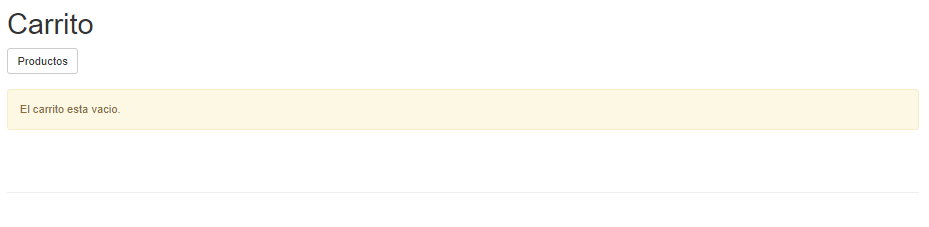 Carrito
Productos
El carrito esta vacio.